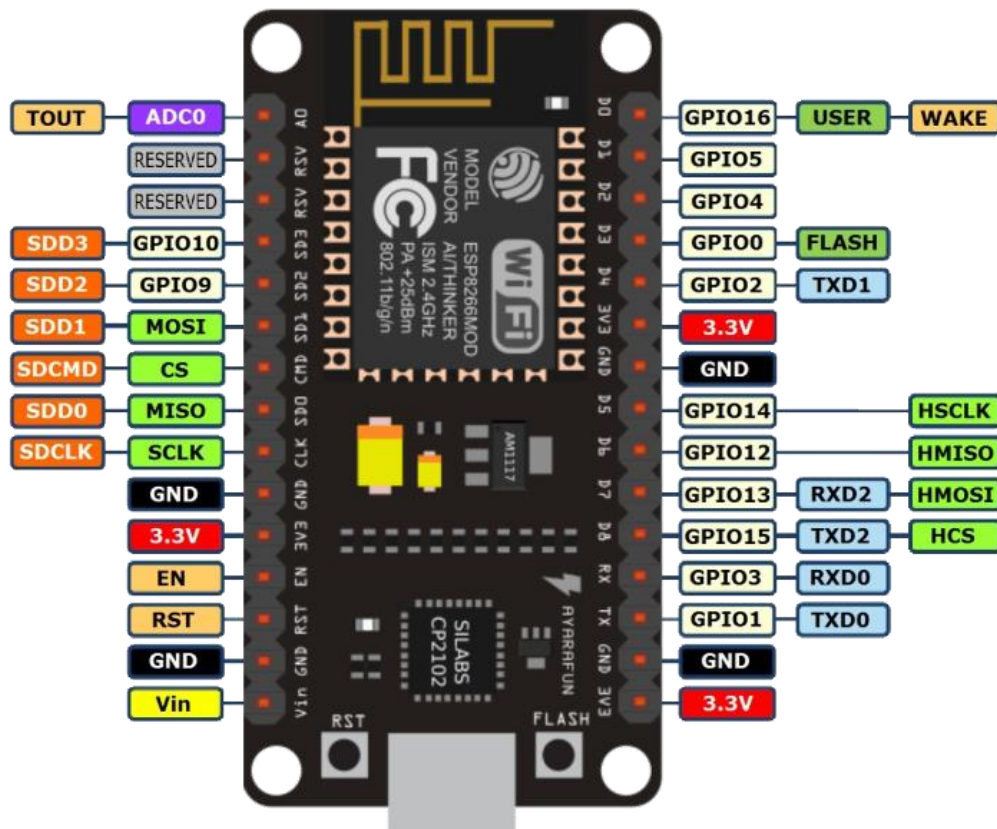 TOUT ADC0 A0 D0 GPIO16 USER WAKE
RESERVED RSV D1 GPIO5
RESERVED RSV D2 GPIO4
SDD3 GPIO10 SD3 D3 GPIO0 FLASH
SDD2 GPIO9 SD2 D4 GPIO2 TXD1
SDD1 MOSI SD1 3V3 3.3V
SDCMD CS CMD GND GND
SDD0 MISO SD0 D5 GPIO14 HSCLK
SDCLK SCLK CLK D6 GPIO12 HMISO
GND GND D7 GPIO13 RXD2 HMOSI
3.3V 3V3 D8 GPIO15 TXD2 HCS
EN EN RX GPIO3 RXD0
RST RST TX GPIO1 TXD0
GND GND GND GND
Vin Vin 3V3 3.3V
MODEL
VENDOR
FC
ESP8266MOD
AI/THINKER
ISM 2.4GHz
PA +25dBm
802.11b/g/n
WiFi
AM1117
SILABS
CP2102
AYARAFUN
RST
FLASH